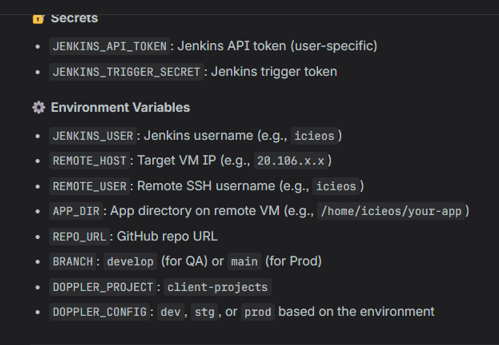 🔐 Secrets
• JENKINS_API_TOKEN: Jenkins API token (user-specific)
• JENKINS_TRIGGER_SECRET: Jenkins trigger token
⚙️ Environment Variables
• JENKINS_USER: Jenkins username (e.g., icieos)
• REMOTE_HOST: Target VM IP (e.g., 20.106.x.x)
• REMOTE_USER: Remote SSH username (e.g., icieos)
• APP_DIR: App directory on remote VM (e.g., /home/icieos/your-app)
• REPO_URL: GitHub repo URL
• BRANCH: develop (for QA) or main (for Prod)
• DOPPLER_PROJECT: client-projects
• DOPPLER_CONFIG: dev, stg, or prod based on the environment